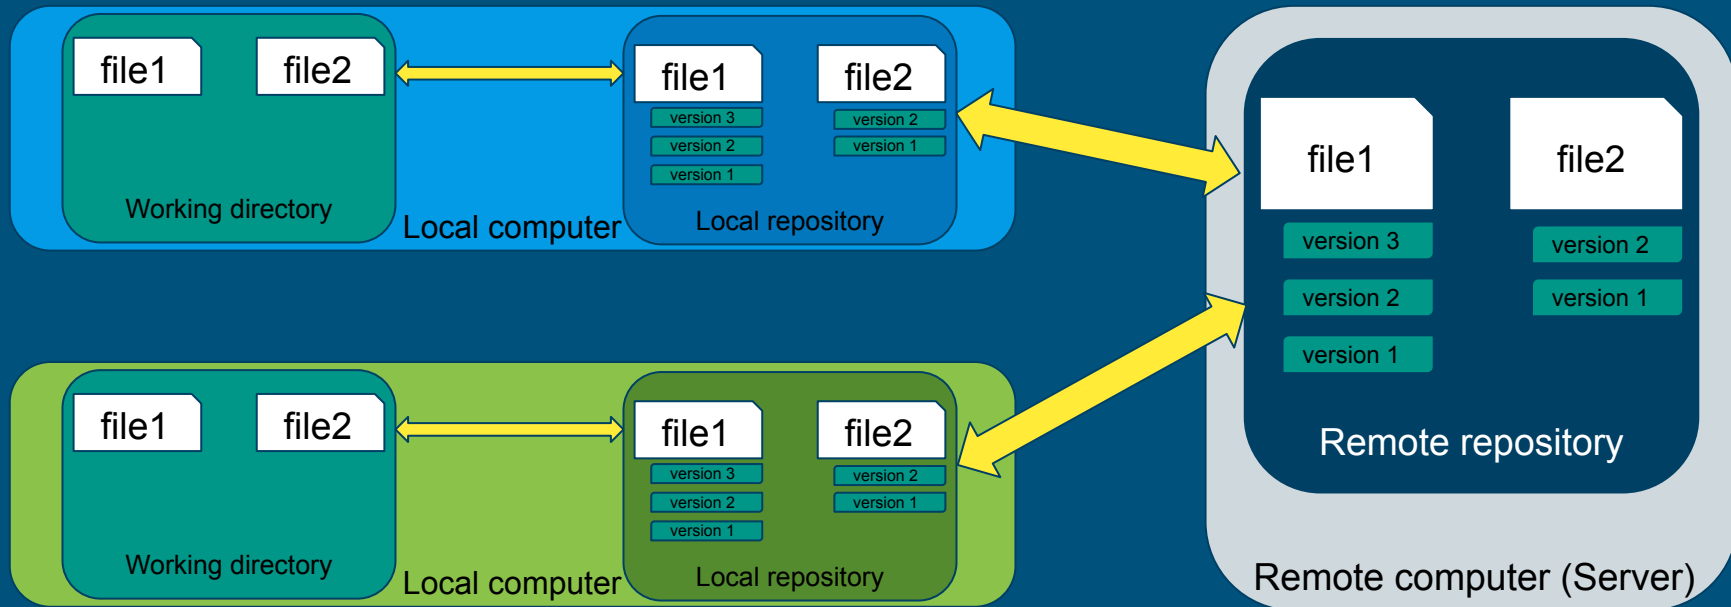 file1
file2
Working directory
Local computer
file1
version 3
version 2
version 1
file2
version 2
version 1
Local repository
file1
file2
Working directory
Local computer
file1
version 3
version 2
version 1
file2
version 2
version 1
Local repository
file1
version 3
version 2
version 1
file2
version 2
version 1
Remote repository
Remote computer (Server)